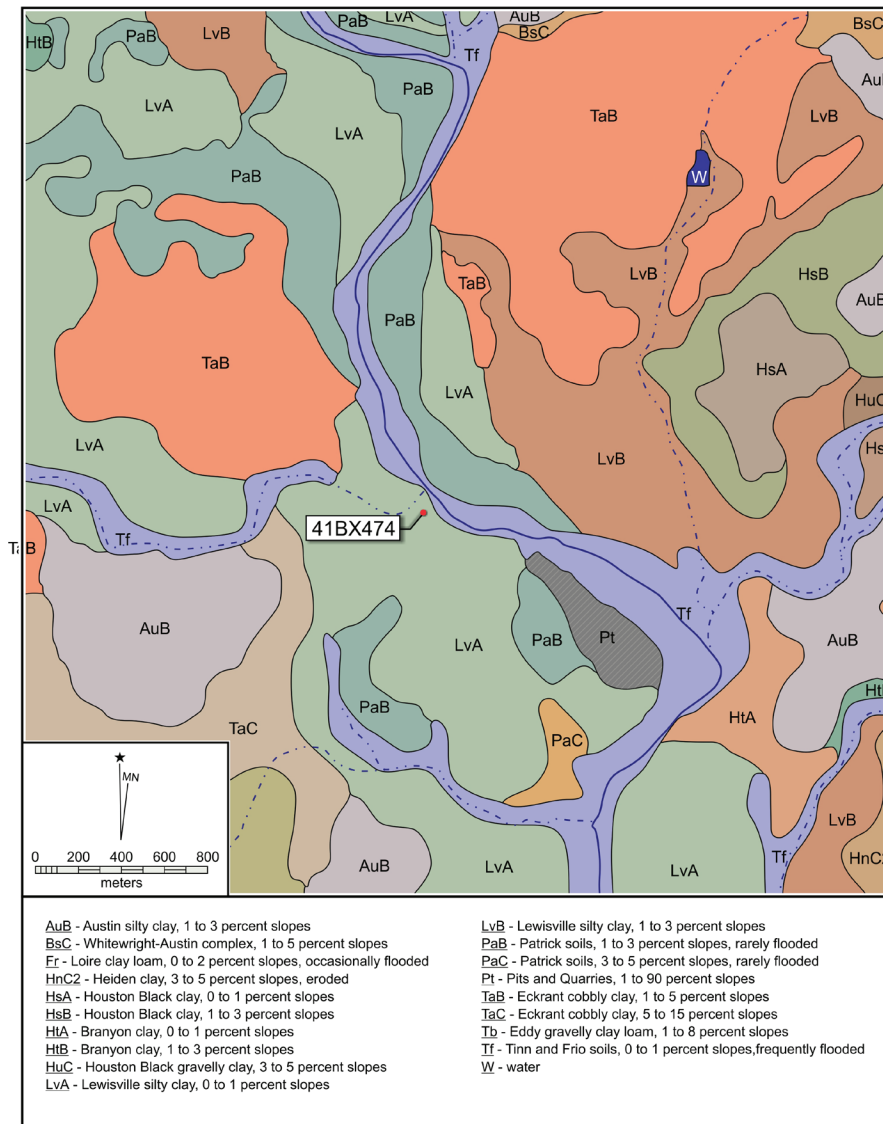 PaB
LvA
AuB
BsC
BsC
HtB
PaB
LvB
Tf
PaB
AuB
LvA
LvA
TaB
LvB
PaB
W
TaB
LvB
HsB
AuB
PaB
TaB
HsA
LvA
HuC
LvA
LvB
Hs
LvA
Tf
41BX474
TaB
AuB
LvA
PaB
Pt
Tf
AuB
PaB
TaC
PaC
HtA
Ht
MN
0 200 400 600 800
meters
AuB
LvA
LvA
Tf
LvB
HnC2
AuB - Austin silty clay, 1 to 3 percent slopes
BsC - Whitewright-Austin complex, 1 to 5 percent slopes
Fr - Loire clay loam, 0 to 2 percent slopes, occasionally flooded
HnC2 - Heiden clay, 3 to 5 percent slopes, eroded
HsA - Houston Black clay, 0 to 1 percent slopes
HsB - Houston Black clay, 1 to 3 percent slopes
HtA - Branyon clay, 0 to 1 percent slopes
HtB - Branyon clay, 1 to 3 percent slopes
HuC - Houston Black gravelly clay, 3 to 5 percent slopes
LvA - Lewisville silty clay, 0 to 1 percent slopes
LvB - Lewisville silty clay, 1 to 3 percent slopes
PaB - Patrick soils, 1 to 3 percent slopes, rarely flooded
PaC - Patrick soils, 3 to 5 percent slopes, rarely flooded
Pt - Pits and Quarries, 1 to 90 percent slopes
TaB - Eckrant cobbly clay, 1 to 5 percent slopes
TaC - Eckrant cobbly clay, 5 to 15 percent slopes
Tb - Eddy gravelly clay loam, 1 to 8 percent slopes
Tf - Tinn and Frio soils, 0 to 1 percent slopes,frequently flooded
W - water